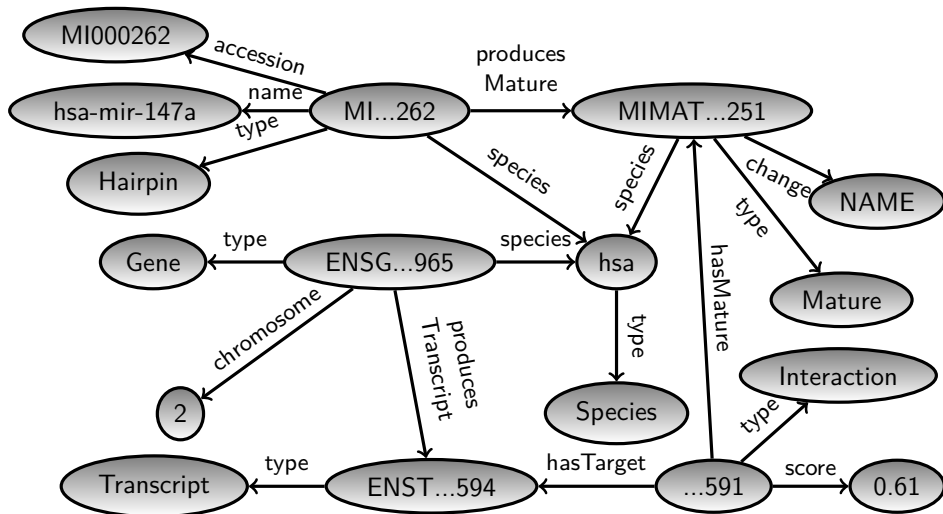 MI000262
accession
produces
Mature
hsa-mir-147a
name
MI...262
MIMAT...251
type
Hairpin
species
species
change
NAME
type
Gene
type
ENSG...965
species
hsa
hasMature
Mature
chromosome
produces
Transcript
type
Interaction
2
Species
type
Transcript
type
ENST...594
hasTarget
...591
score
0.61